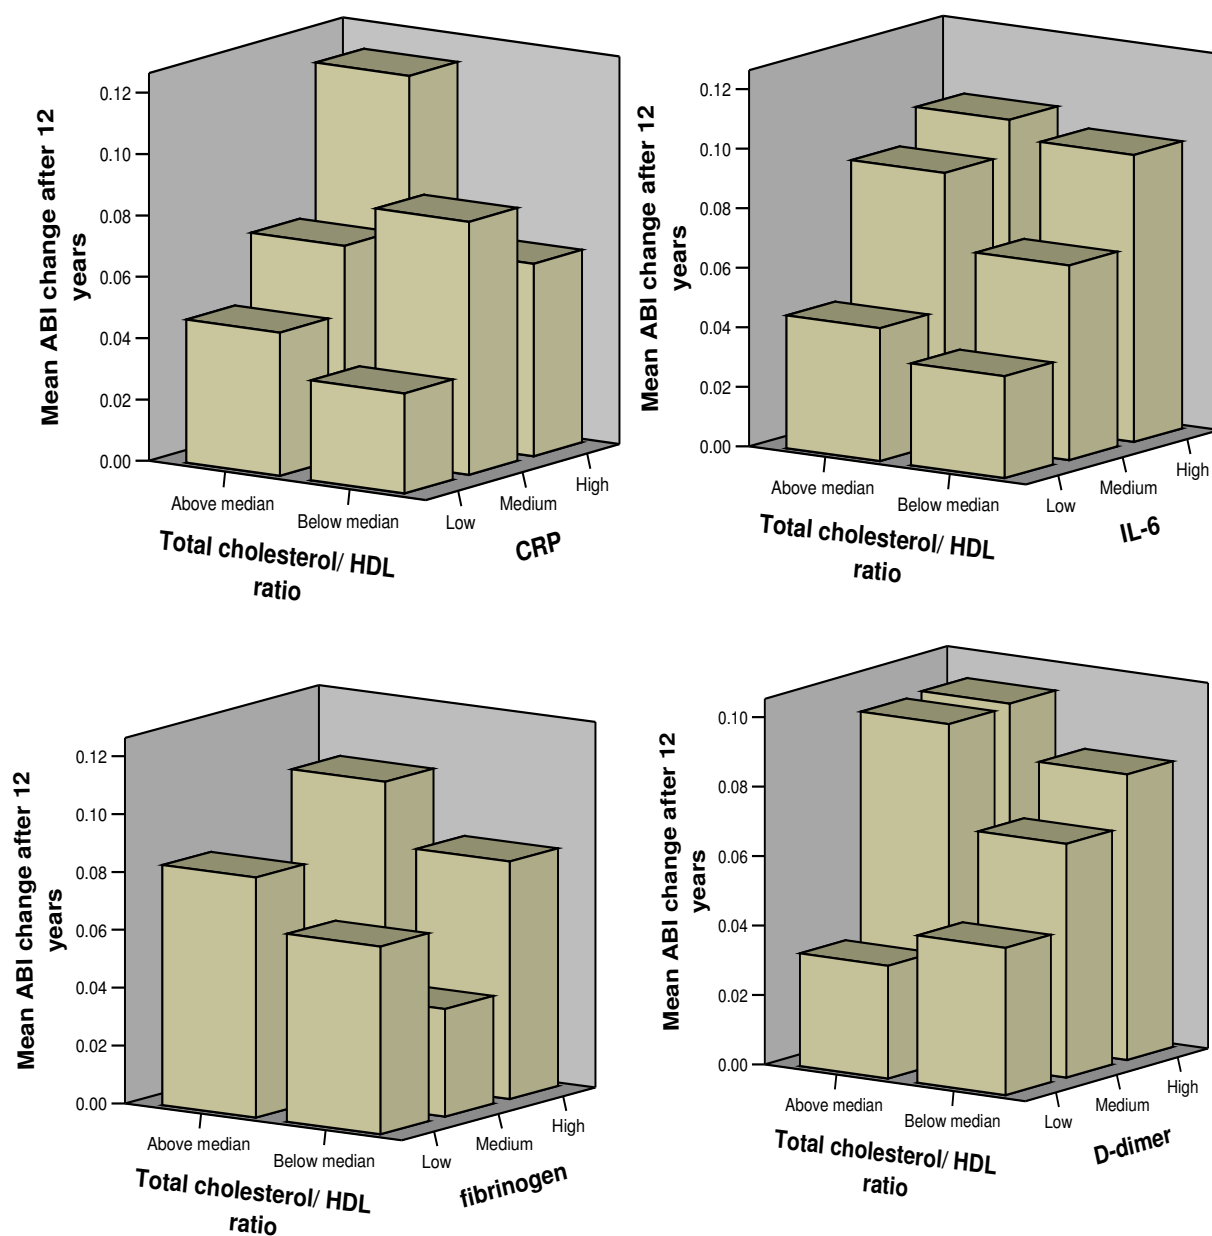 Mean ABI change after 12
years
0.12
0.10
0.08
0.06
0.04
0.02
0.00
Above median
Below median
Total cholesterol/ HDL
ratio
Low
Medium
High
CRP
Mean ABI change after 12
years
0.12
0.10
0.08
0.06
0.04
0.02
0.00
Above median
Below median
Total cholesterol/ HDL
ratio
Low
Medium
High
IL-6
Mean ABI change after 12
years
0.12
0.10
0.08
0.06
0.04
0.02
0.00
Above median
Below median
Total cholesterol/ HDL
ratio
Low
Medium
High
fibrinogen
Mean ABI change after 12
years
0.10
0.08
0.06
0.04
0.02
0.00
Above median
Below median
Total cholesterol/ HDL
ratio
Low
Medium
High
D-dimer